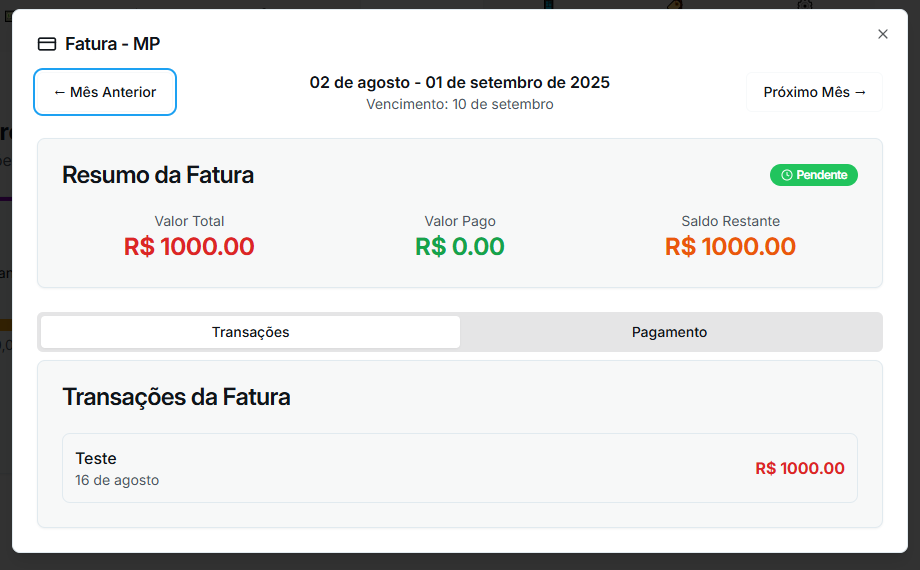 Fatura - MP
← Mês Anterior
02 de agosto - 01 de setembro de 2025
Vencimento: 10 de setembro
Próximo Mês →
Resumo da Fatura
Pendente
Valor Total
R$ 1000.00
Valor Pago
R$ 0.00
Saldo Restante
R$ 1000.00
Transações
Pagamento
Transações da Fatura
Teste
16 de agosto
R$ 1000.00